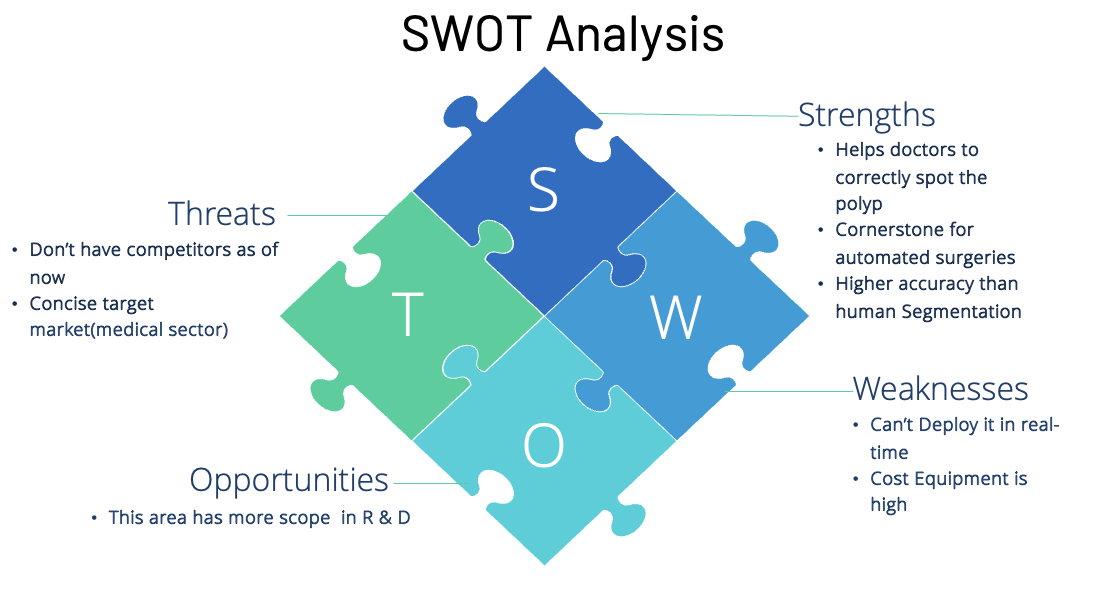 SWOT Analysis
S
W
O
T
Strengths
• Helps doctors to
correctly spot the
polyp
• Cornerstone for
automated surgeries
• Higher accuracy than
human Segmentation
Weaknesses
• Can’t Deploy it in real-
time
• Cost Equipment is
high
Opportunities
• This area has more scope  in R & D
Threats
• Don’t have competitors as of
now
• Concise target
market(medical sector)